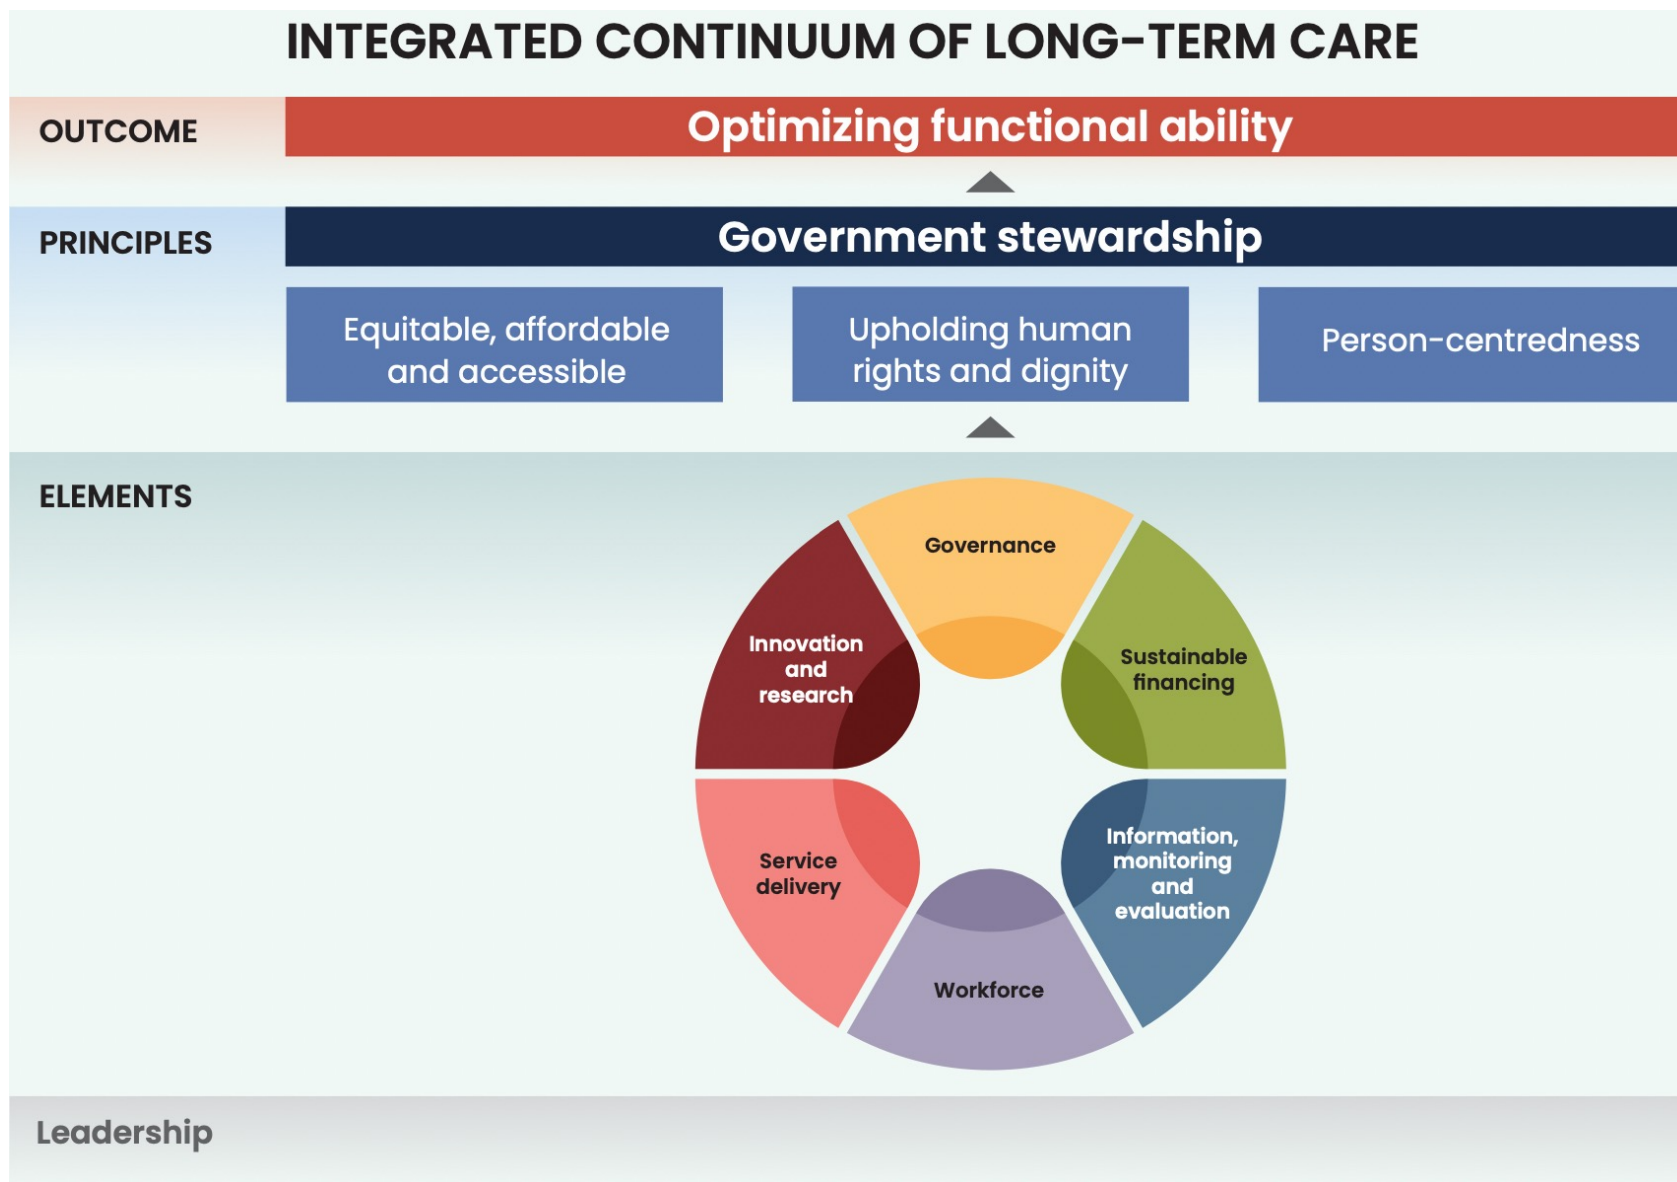 INTEGRATED CONTINUUM OF LONG-TERM CARE
OUTCOME
Optimizing functional ability
PRINCIPLES
Government stewardship
Equitable, affordable
and accessible
Upholding human
rights and dignity
Person-centredness
ELEMENTS
Governance
Sustainable
financing
Information,
monitoring
and
evaluation
Workforce
Service
delivery
Innovation
and
research
Leadership